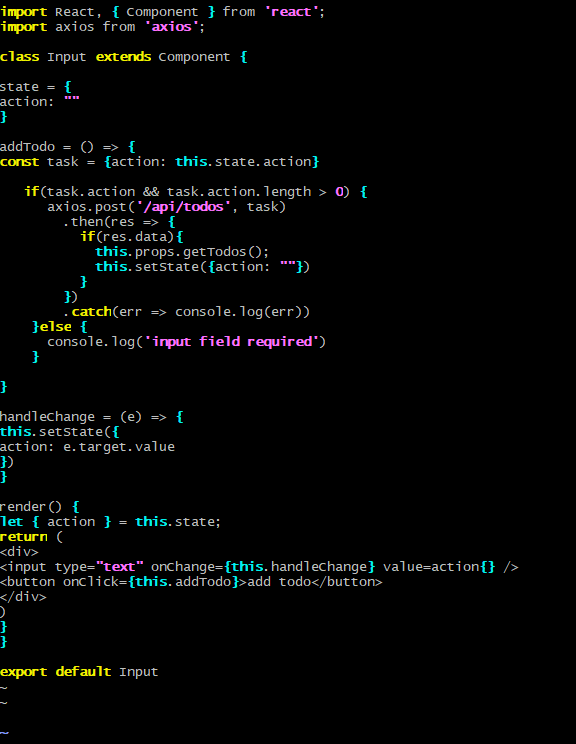 import React, { Component } from 'react';
import axios from 'axios';
class Input extends Component {
state = {
action: ""
}
addTodo = () => {
const task = {action: this.state.action}
if(task.action && task.action.length > 0) {
axios.post('/api/todos', task)
.then(res => {
if(res.data){
this.props.getTodos();
this.setState({action: ""})
}
})
.catch(err => console.log(err))
}else {
console.log('input field required')
}
}
handleChange = (e) => {
this.setState({
action: e.target.value
})
}
render() {
let { action } = this.state;
return (
<div>
<input type="text" onChange={this.handleChange} value=action{} />
<button onClick={this.addTodo}>add todo</button>
</div>
)
}
}
export default Input
~
~
~